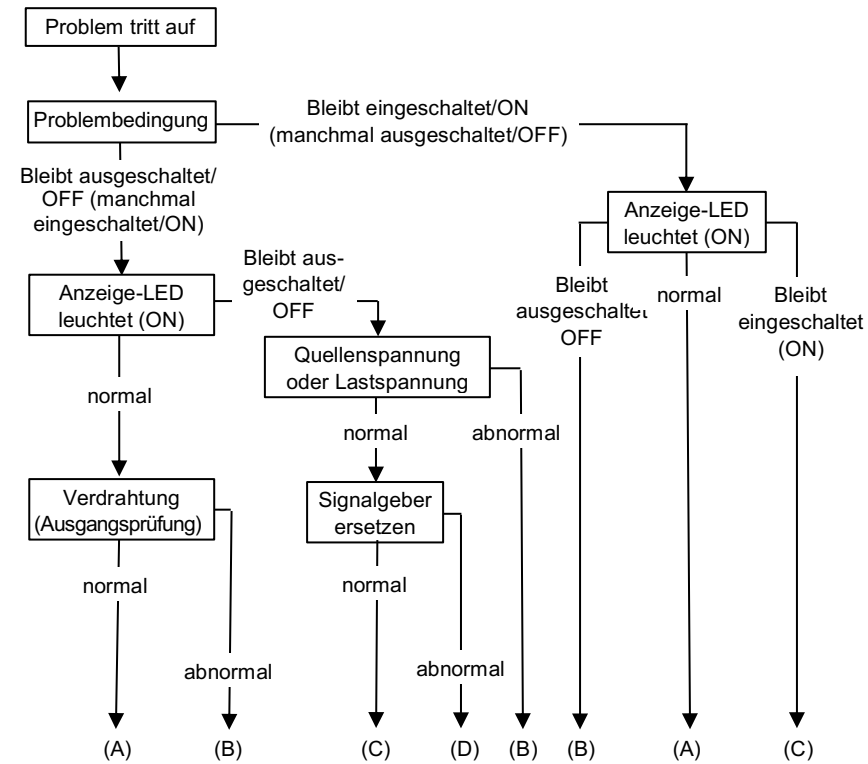 Problem tritt auf
Problembedingung
Bleibt eingeschaltet/ON
(manchmal ausgeschaltet/OFF)
Bleibt ausgeschaltet/
OFF (manchmal
eingeschaltet/ON)
Anzeige-LED
leuchtet (ON)
Bleibt aus-
geschaltet/
OFF
Anzeige-LED
leuchtet (ON)
Bleibt
ausgeschaltet
OFF
normal
Bleibt
eingeschaltet
(ON)
Quellenspannung
oder Lastspannung
normal
normal
abnormal
Verdrahtung
(Ausgangsprüfung)
Signalgeber
ersetzen
normal
abnormal
normal
abnormal
(A)
(B)
(C)
(D)
(B)
(B)
(A)
(C)